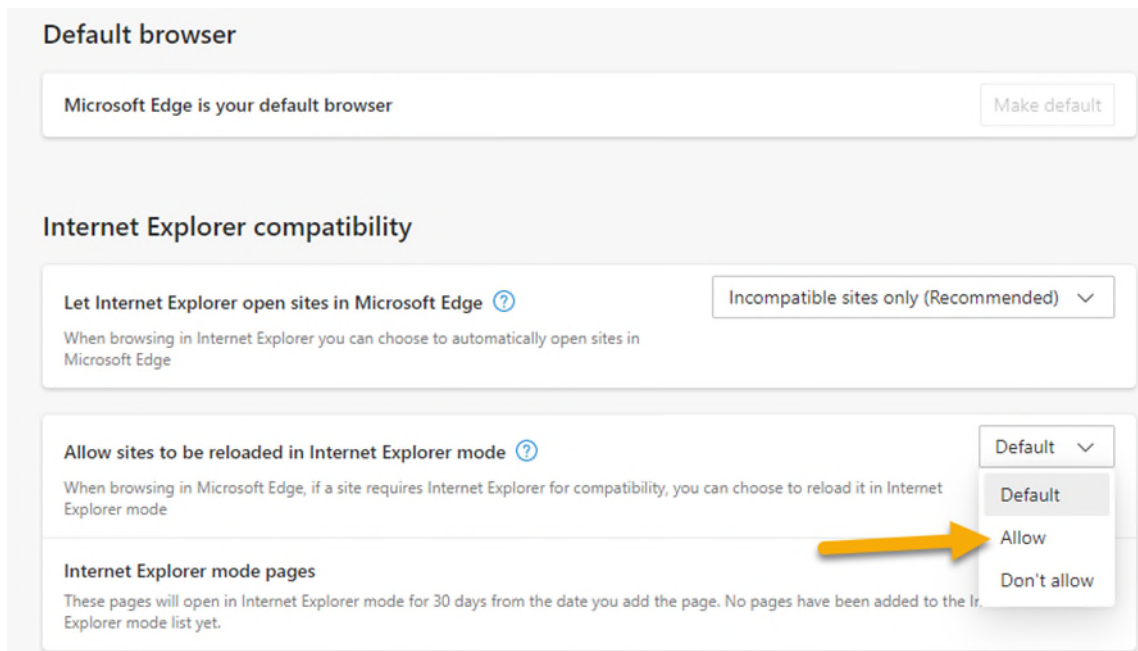 Default browser
Microsoft Edge is your default browser
Make default
Internet Explorer compatibility
Let Internet Explorer open sites in Microsoft Edge
Incompatible sites only (Recommended)
When browsing in Internet Explorer you can choose to automatically open sites in
Microsoft Edge
Allow sites to be reloaded in Internet Explorer mode
Default
When browsing in Microsoft Edge, if a site requires Internet Explorer for compatibility, you can choose to reload it in Internet
Explorer mode
Default
Allow
Don't allow
Internet Explorer mode pages
These pages will open in Internet Explorer mode for 30 days from the date you add the page. No pages have been added to the
Explorer mode list yet.